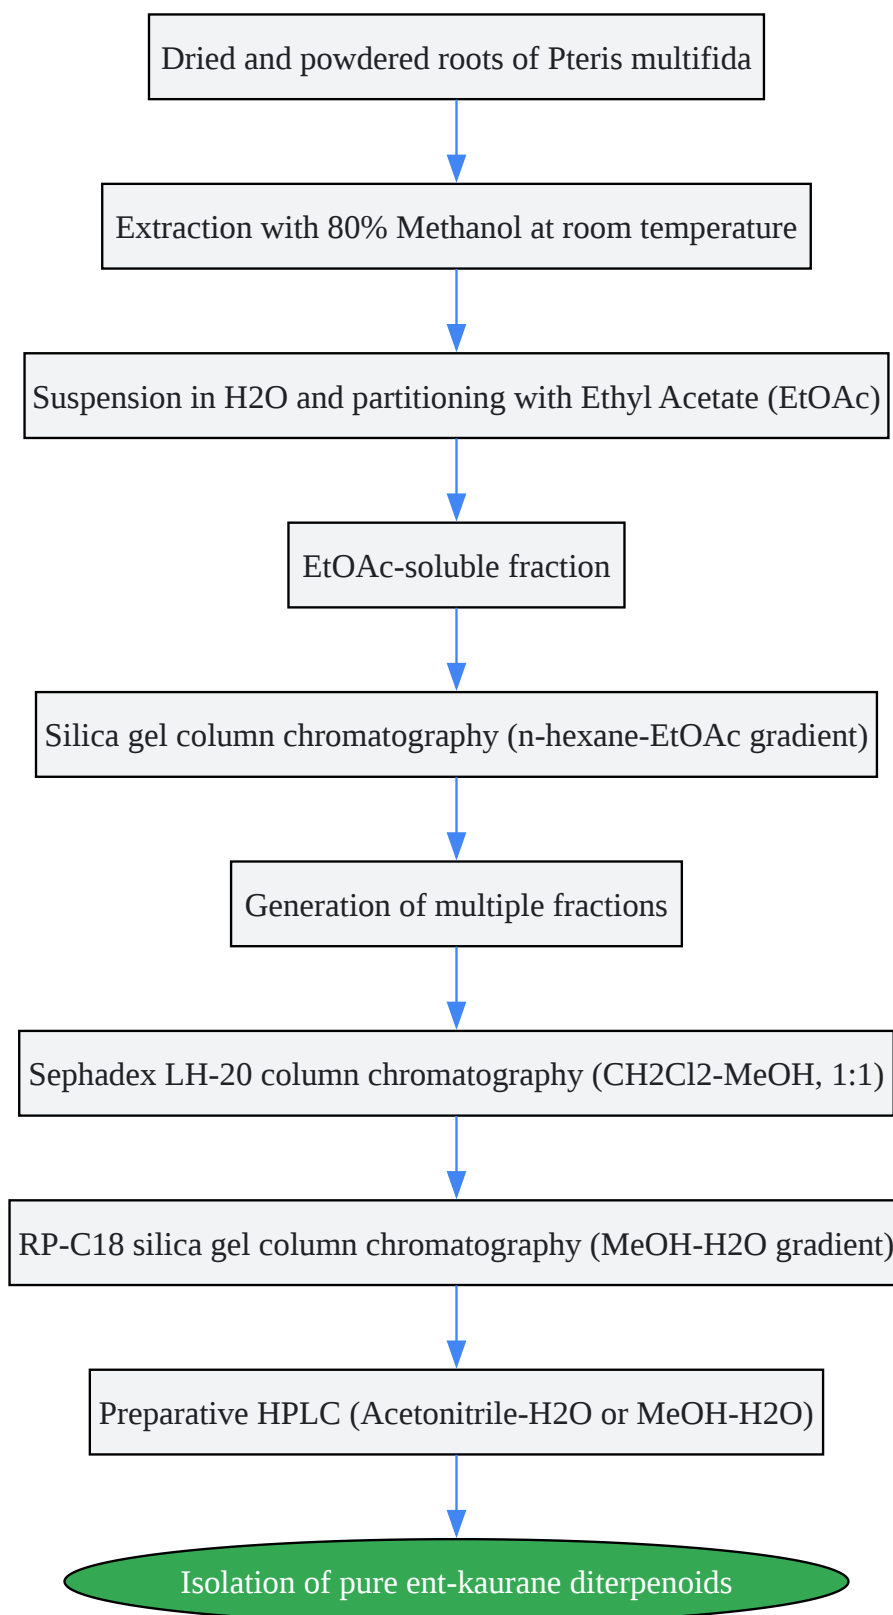 Dried and powdered roots of Pteris multifida
Extraction with 80% Methanol at room temperature
Suspension in H2O and partitioning with Ethyl Acetate (EtOAc)
EtOAc-soluble fraction
Silica gel column chromatography (n-hexane-EtOAc gradient)
Generation of multiple fractions
Sephadex LH-20 column chromatography (CH2Cl2-MeOH, 1:1)
RP-C18 silica gel column chromatography (MeOH-H2O gradient)
Preparative HPLC (Acetonitrile-H2O or MeOH-H2O)
Isolation of pure ent-kaurane diterpenoids